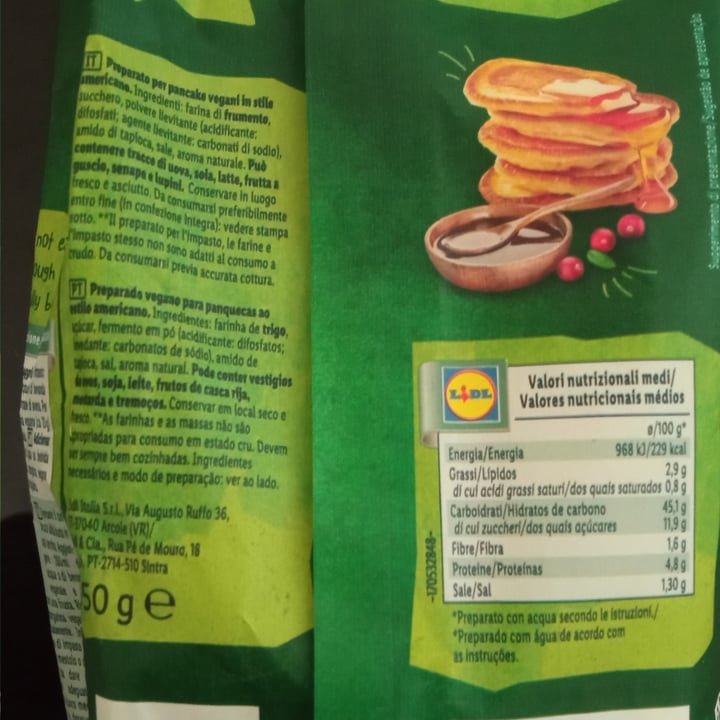 IT Preparato per pancake vegani in stile
americano. Ingredienti: farina di frumento,
zucchero, polvere lievitante (acidificante:
difosfati; agente lievitante: carbonati di sodio),
amido di tapioca, sale, aroma naturale. Può
contenere tracce di uova, soia, latte, frutta a
guscio, senape e lupini. Conservare in luogo
fresco e asciutto. Da consumarsi preferibilmente
entro fine (in confezione integra): vedere stampa
sotto. **Il preparato per l'impasto, le farine e
l'impasto stesso non sono adatti al consumo a
crudo. Da consumarsi previa accurata cottura.
PT Preparado vegano para panquecas ao
estilo americano. Ingredientes: farinha de trigo,
açúcar, fermento em pó (acidificante: difosfatos;
carbonatos de sódio), amido de
tapioca, sal, aroma natural. Pode conter vestígios
de ovos, soja, leite, frutos de casca rija,
mostarda e tremoços. Conservar em local seco e
fresco. **As farinhas e as massas não são
apropriadas para consumo em estado cru. Devem
ser sempre bem cozinhadas. Ingredientes
necessários e modo de preparação: ver ao lado.
Lidl Italia S.r.l., Via Augusto Ruffo 36,
IT-37040 Arcole (VR)/
& Cia., Rua Pé de Mouro, 18
PT-2714-510 Sintra
50 g e
Suggerimento di presentazione/Sugestão de apresentação
LIDL
Valori nutrizionali medi/
Valores nutricionais médios
ø/100 g*
Energia/Energia 968 kJ/229 kcal
Grassi/Lípidos 2,9 g
di cui acidi grassi saturi/dos quais saturados 0,8 g
Carboidrati/Hidratos de carbono 45,1 g
di cui zuccheri/dos quais açúcares 11,9 g
Fibre/Fibra 1,6 g
Proteine/Proteínas 4,8 g
Sale/Sal 1,30 g
*Preparato con acqua secondo le istruzioni./
*Preparado com água de acordo com
as instruções.
-170532848-